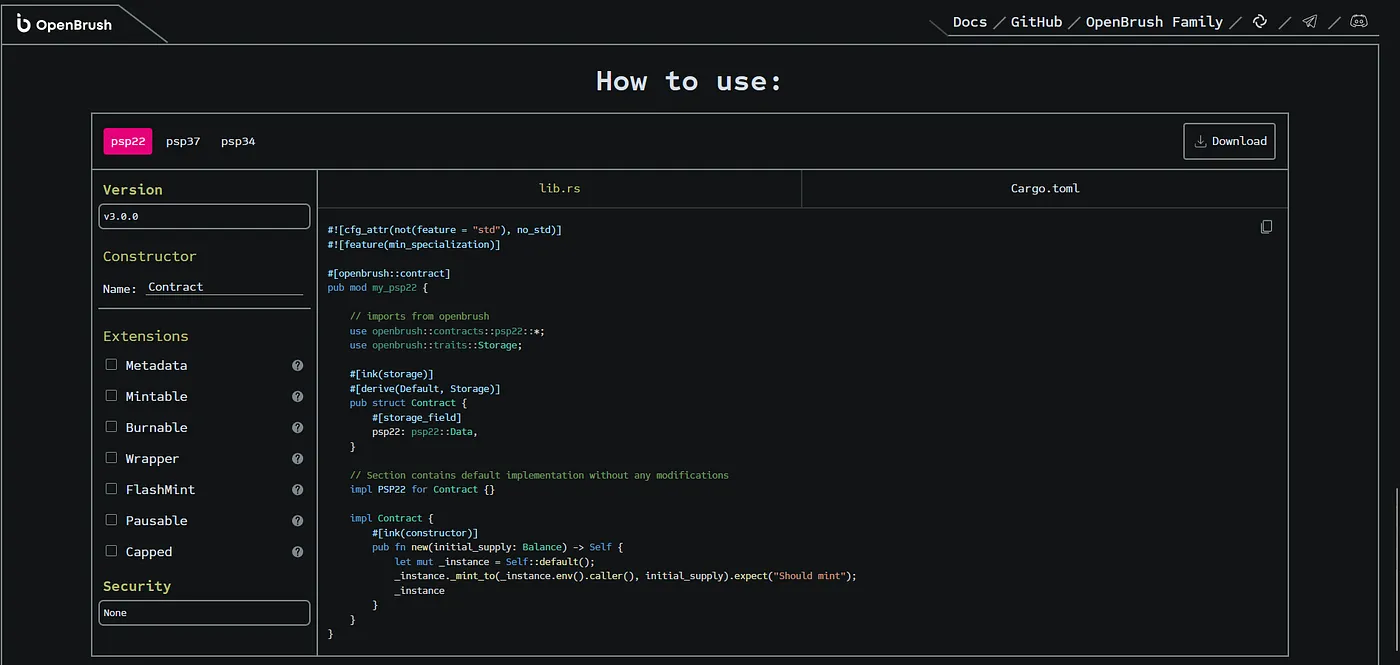 OpenBrush
Docs / GitHub / OpenBrush Family / / /
How to use:
psp22 psp37 psp34
Download
Version
v3.0.0
Constructor
Name: Contract
Extensions
Metadata ?
Mintable ?
Burnable ?
Wrapper ?
FlashMint ?
Pausable ?
Capped ?
Security
None
lib.rs
Cargo.toml
#![cfg_attr(not(feature = "std"), no_std)]
#![feature(min_specialization)]
#[openbrush::contract]
pub mod my_psp22 {
    // imports from openbrush
    use openbrush::contracts::psp22::*;
    use openbrush::traits::Storage;
    #[ink(storage)]
    #[derive(Default, Storage)]
    pub struct Contract {
        #[storage_field]
        psp22: psp22::Data,
    }
    // Section contains default implementation without any modifications
    impl PSP22 for Contract {}
    impl Contract {
        #[ink(constructor)]
        pub fn new(initial_supply: Balance) -> Self {
            let mut _instance = Self::default();
            _instance._mint_to(_instance.env().caller(), initial_supply).expect("Should mint");
            _instance
        }
    }
}